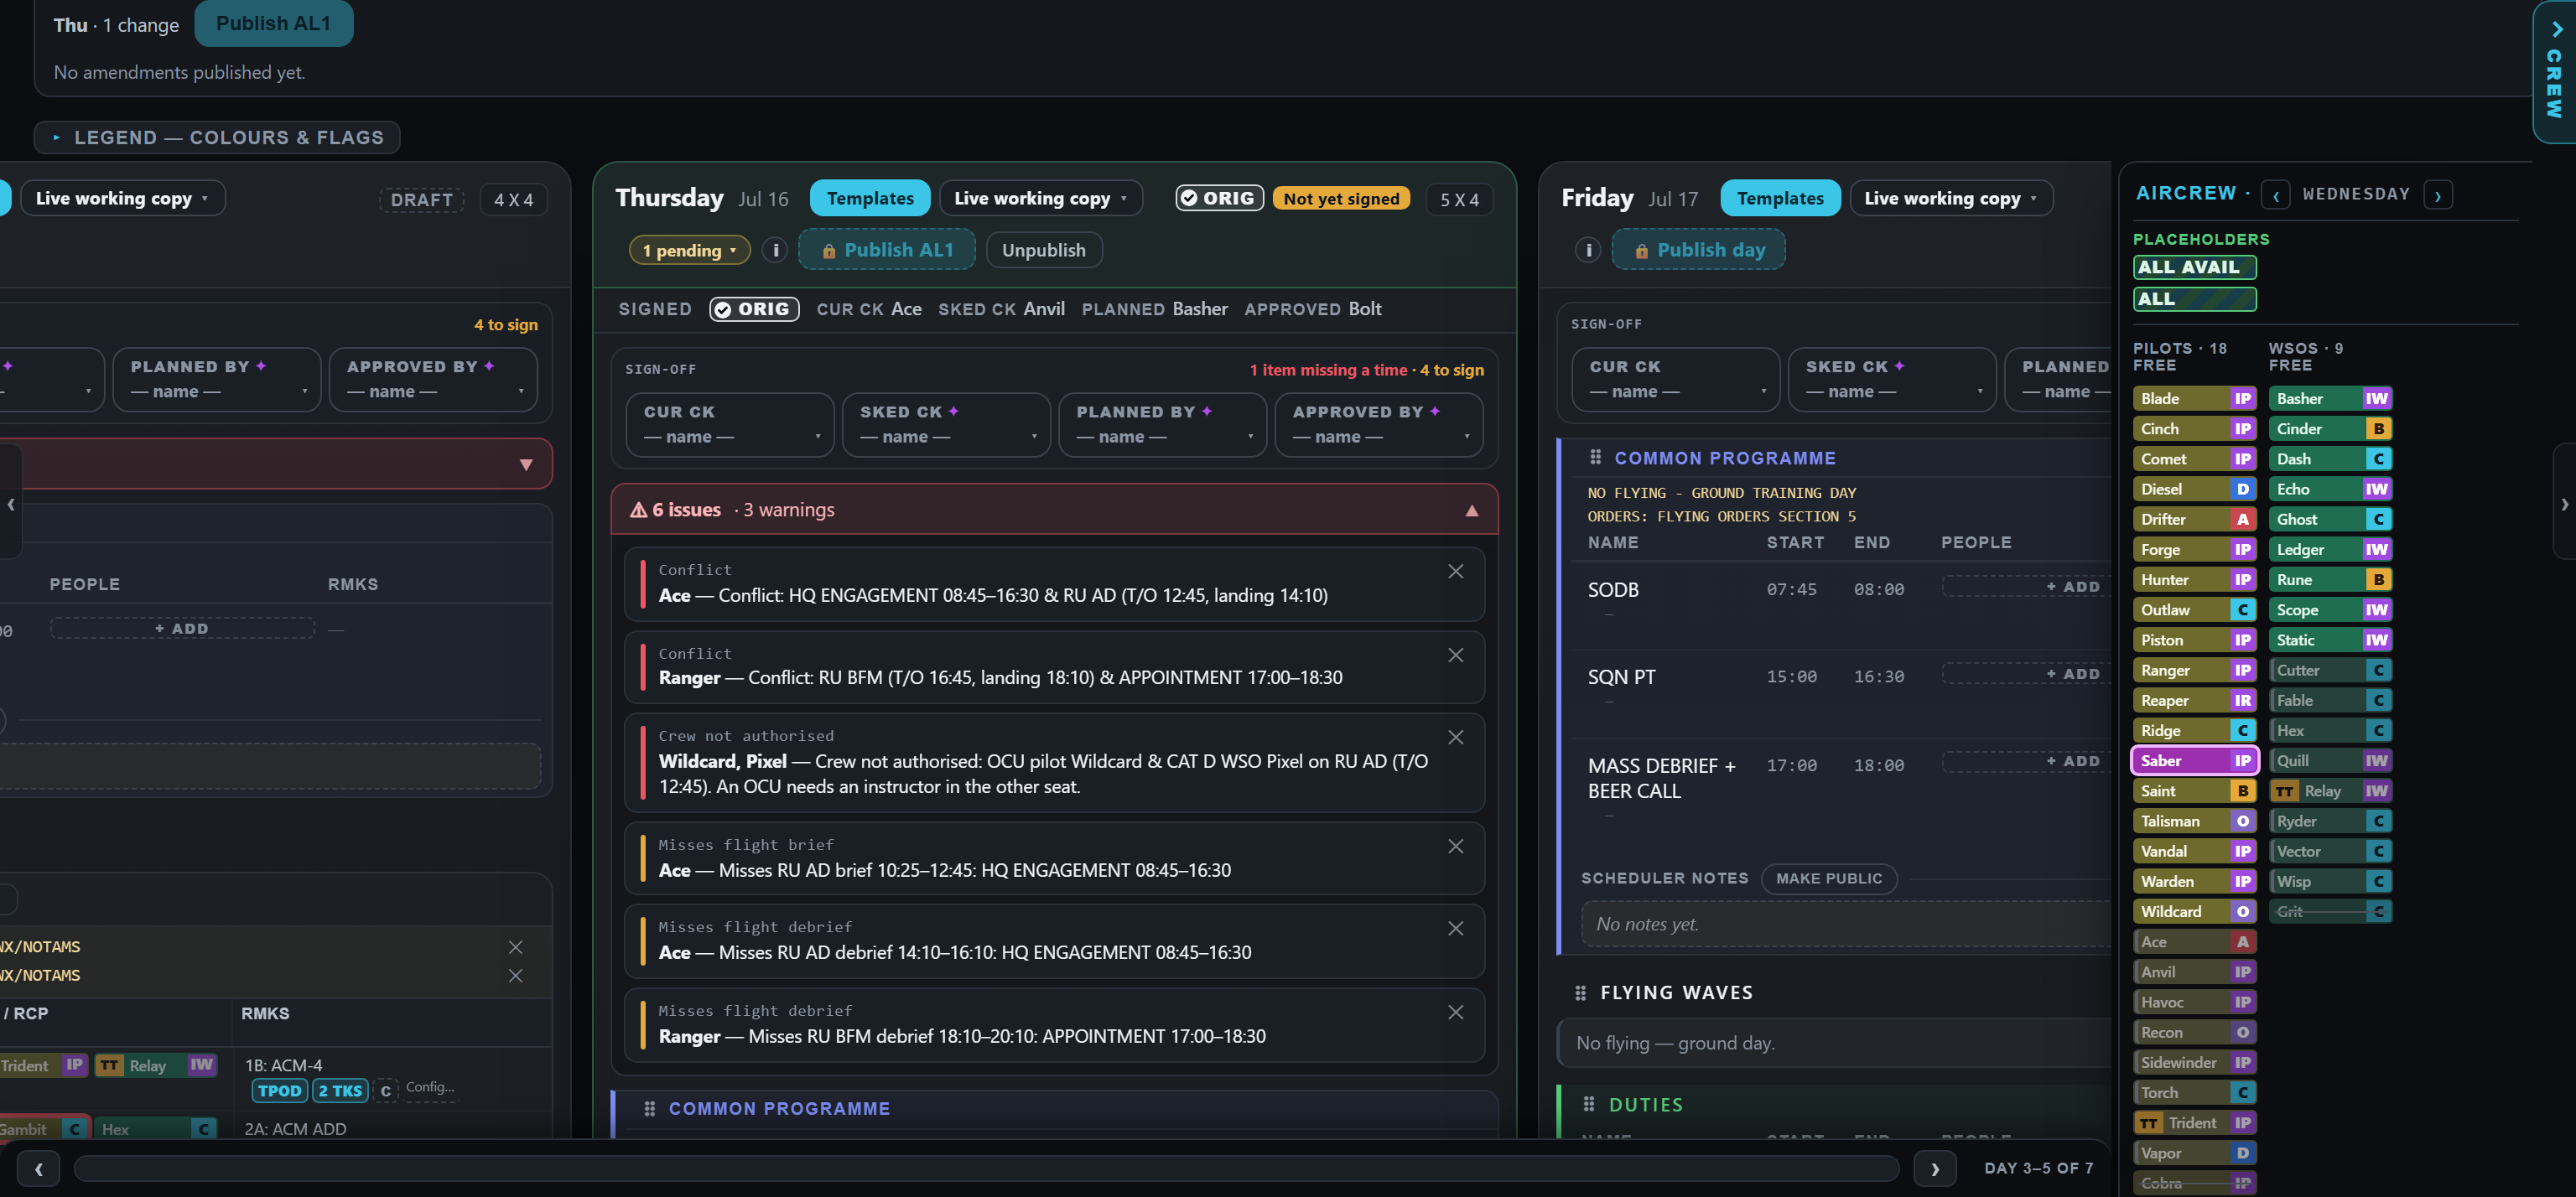 Thu · 1 change Publish AL1
No amendments published yet.
LEGEND — COLOURS & FLAGS
CREW
Live working copy DRAFT 4 X 4
4 to sign
PLANNED BY APPROVED BY
— name — — name —
PEOPLE RMKS
+ ADD —
NX/NOTAMS
NX/NOTAMS
/ RCP RMKS
Trident IP TT Relay IW 1B: ACM-4
TPOD 2 TKS C Config...
Gambit C Hex C 2A: ACM ADD
Thursday Jul 16 Templates Live working copy ORIG Not yet signed 5 X 4
1 pending i Publish AL1 Unpublish
SIGNED ORIG CUR CK Ace SKED CK Anvil PLANNED Basher APPROVED Bolt
SIGN-OFF 1 item missing a time · 4 to sign
CUR CK SKED CK PLANNED BY APPROVED BY
— name — — name — — name — — name —
6 issues · 3 warnings
Conflict
Ace — Conflict: HQ ENGAGEMENT 08:45–16:30 & RU AD (T/O 12:45, landing 14:10)
Conflict
Ranger — Conflict: RU BFM (T/O 16:45, landing 18:10) & APPOINTMENT 17:00–18:30
Crew not authorised
Wildcard, Pixel — Crew not authorised: OCU pilot Wildcard & CAT D WSO Pixel on RU AD (T/O
12:45). An OCU needs an instructor in the other seat.
Misses flight brief
Ace — Misses RU AD brief 10:25–12:45: HQ ENGAGEMENT 08:45–16:30
Misses flight debrief
Ace — Misses RU AD debrief 14:10–16:10: HQ ENGAGEMENT 08:45–16:30
Misses flight debrief
Ranger — Misses RU BFM debrief 18:10–20:10: APPOINTMENT 17:00–18:30
COMMON PROGRAMME
Friday Jul 17 Templates Live working copy
i Publish day
SIGN-OFF
CUR CK SKED CK PLANNED
— name — — name — — name —
COMMON PROGRAMME
NO FLYING - GROUND TRAINING DAY
ORDERS: FLYING ORDERS SECTION 5
NAME START END PEOPLE
SODB 07:45 08:00 + ADD
—
SQN PT 15:00 16:30 + ADD
—
MASS DEBRIEF + 17:00 18:00 + ADD
BEER CALL
—
SCHEDULER NOTES MAKE PUBLIC
No notes yet.
FLYING WAVES
No flying — ground day.
DUTIES
NAME START END PEOPLE
AIRCREW · WEDNESDAY
PLACEHOLDERS
ALL AVAIL
ALL
PILOTS · 18 WSOS · 9
FREE FREE
Blade IP Basher IW
Cinch IP Cinder B
Comet IP Dash C
Diesel D Echo IW
Drifter A Ghost C
Forge IP Ledger IW
Hunter IP Rune B
Outlaw C Scope IW
Piston IP Static IW
Ranger IP Cutter C
Reaper IR Fable C
Ridge C Hex C
Saber IP Quill IW
Saint B TT Relay IW
Talisman O Ryder C
Vandal IP Vector C
Warden IP Wisp C
Wildcard O Grit C
Ace A
Anvil IP
Havoc IP
Recon O
Sidewinder IP
Torch C
TT Trident IP
Vapor D
Cobra IP
DAY 3–5 OF 7